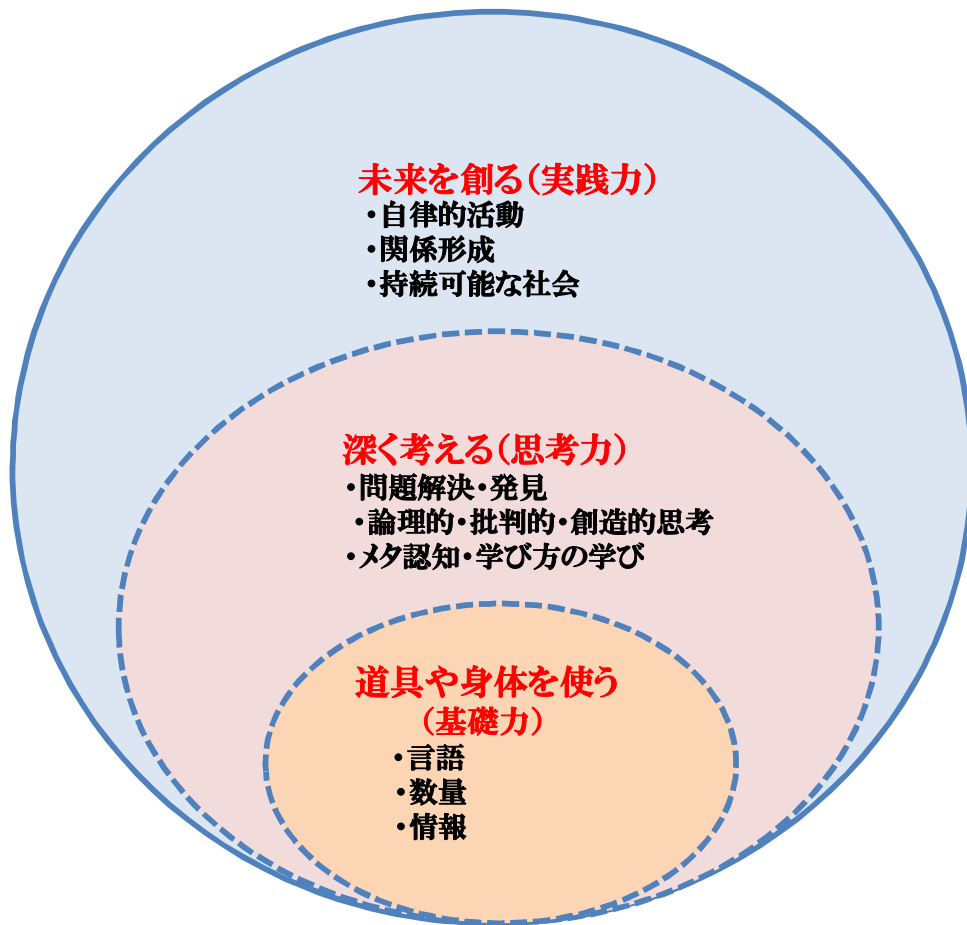 未来を創る(実践力)
・自律的活動
・関係形成
・持続可能な社会
深く考える(思考力)
・問題解決・発見
・論理的・批判的・創造的思考
・メタ認知・学び方の学び
道具や身体を使う
(基礎力)
・言語
・数量
・情報